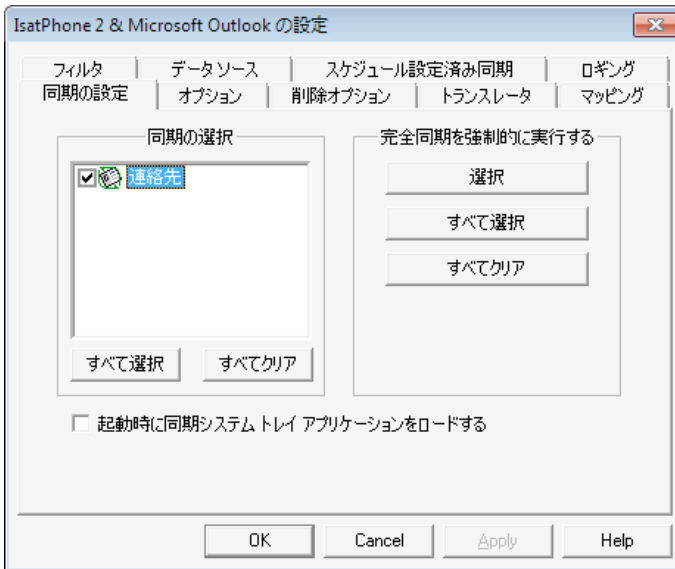 IsatPhone 2 & Microsoft Outlook の設定
フィルタ データソース スケジュール設定済み同期 ロギング
同期の設定 オプション 削除オプション トランスレータ マッピング
同期の選択
連絡先
すべて選択 すべてクリア
完全同期を強制的に実行する
選択
すべて選択
すべてクリア
起動時に同期システム トレイ アプリケーションをロードする
OK Cancel Apply Help